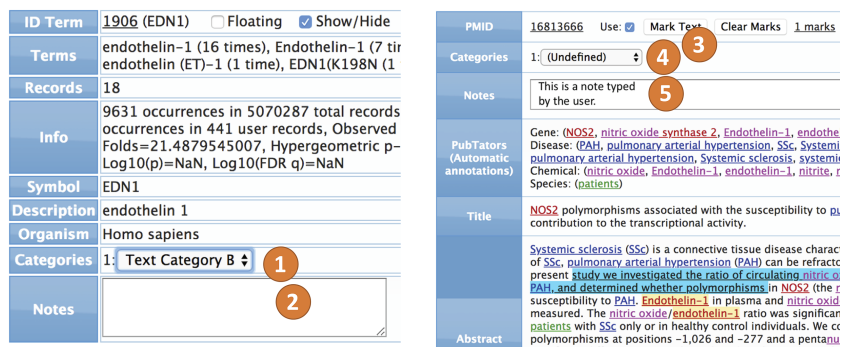 ID Term 1906 (EDN1) Floating Show/Hide
Terms endothelin-1 (16 times), Endothelin-1 (7
endothelin (ET)-1 (1 time), EDN1(K198N (1
Records 18
Info 9631 occurrences in 5070287 total records
occurrences in 441 user records, Observed
Folds=21.4879545007, Hypergeometric p-
Log10(p)=NaN, Log10(FDR q)=NaN
Symbol EDN1
Description endothelin 1
Organism Homo sapiens
Categories 1: Text Category B 1
Notes 2
PMID 16813666 Use: Mark Text Clear Marks 1 marks
3
Categories 1: (Undefined) 4
Notes This is a note typed
by the user. 5
PubTators
(Automatic
annotations)
Gene: (NOS2, nitric oxide synthase 2, Endothelin-1,
Disease: (PAH, pulmonary arterial hypertension, SSc,
pulmonary arterial hypertension, Systemic sclerosis,
Chemical: (nitric oxide, Endothelin-1, endothelin-1, nitrite,
Species: (patients)
Title NOS2 polymorphisms associated with the susceptibility to
contribution to the transcriptional activity.
Abstract
Systemic sclerosis (SSc) is a connective tissue disease
of SSc, pulmonary arterial hypertension (PAH) can be
present study we investigated the ratio of circulating nitric
PAH, and determined whether polymorphisms in NOS2 (the
susceptibility to PAH. Endothelin-1 in plasma and nitric
measured. The nitric oxide/endothelin-1 ratio was
patients with SSc only or in healthy control individuals. We
polymorphisms at positions -1,026 and -277 and a